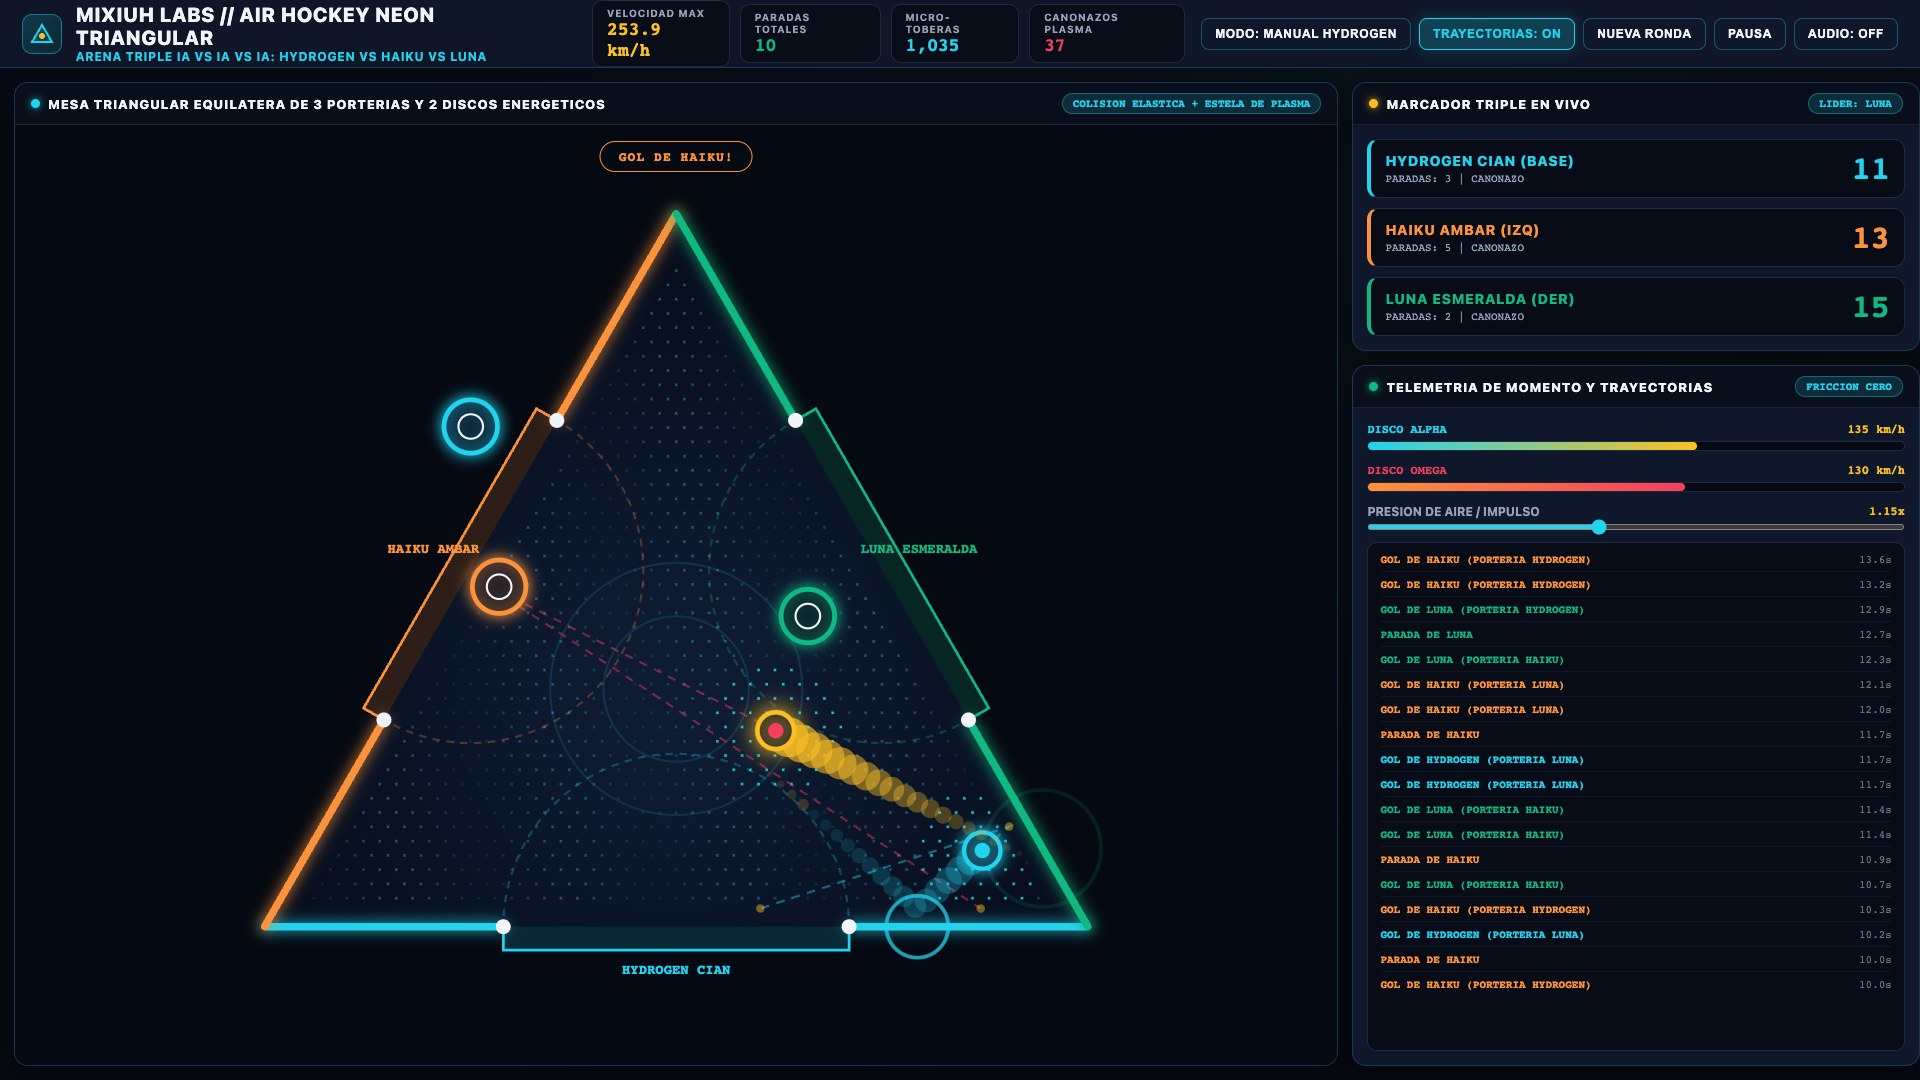 MIXIUH LABS // AIR HOCKEY NEON
TRIANGULAR
ARENA TRIPLE IA VS IA VS IA: HYDROGEN VS HAIKU VS LUNA
VELOCIDAD MAX
253.9
km/h
PARADAS
TOTALES
10
MICRO-
TOBERAS
1,035
CANONAZOS
PLASMA
37
MODO: MANUAL HYDROGEN
TRAYECTORIAS: ON
NUEVA RONDA
PAUSA
AUDIO: OFF
MESA TRIANGULAR EQUILATERA DE 3 PORTERIAS Y 2 DISCOS ENERGETICOS
COLISION ELASTICA + ESTELA DE PLASMA
GOL DE HAIKU!
HAIKU AMBAR
LUNA ESMERALDA
HYDROGEN CIAN
MARCADOR TRIPLE EN VIVO
LIDER: LUNA
HYDROGEN CIAN (BASE)
PARADAS: 3 | CANONAZO
11
HAIKU AMBAR (IZQ)
PARADAS: 5 | CANONAZO
13
LUNA ESMERALDA (DER)
PARADAS: 2 | CANONAZO
15
TELEMETRIA DE MOMENTO Y TRAYECTORIAS
FRICCION CERO
DISCO ALPHA 135 km/h
DISCO OMEGA 130 km/h
PRESION DE AIRE / IMPULSO 1.15x
GOL DE HAIKU (PORTERIA HYDROGEN) 13.6s
GOL DE HAIKU (PORTERIA HYDROGEN) 13.2s
GOL DE LUNA (PORTERIA HYDROGEN) 12.9s
PARADA DE LUNA 12.7s
GOL DE LUNA (PORTERIA HAIKU) 12.3s
GOL DE HAIKU (PORTERIA LUNA) 12.1s
GOL DE HAIKU (PORTERIA LUNA) 12.0s
PARADA DE HAIKU 11.7s
GOL DE HYDROGEN (PORTERIA LUNA) 11.7s
GOL DE HYDROGEN (PORTERIA LUNA) 11.7s
GOL DE LUNA (PORTERIA HAIKU) 11.4s
GOL DE LUNA (PORTERIA HAIKU) 11.4s
PARADA DE HAIKU 10.9s
GOL DE LUNA (PORTERIA HAIKU) 10.7s
GOL DE HAIKU (PORTERIA HYDROGEN) 10.3s
GOL DE HYDROGEN (PORTERIA LUNA) 10.2s
PARADA DE HAIKU 10.0s
GOL DE HAIKU (PORTERIA HYDROGEN) 10.0s